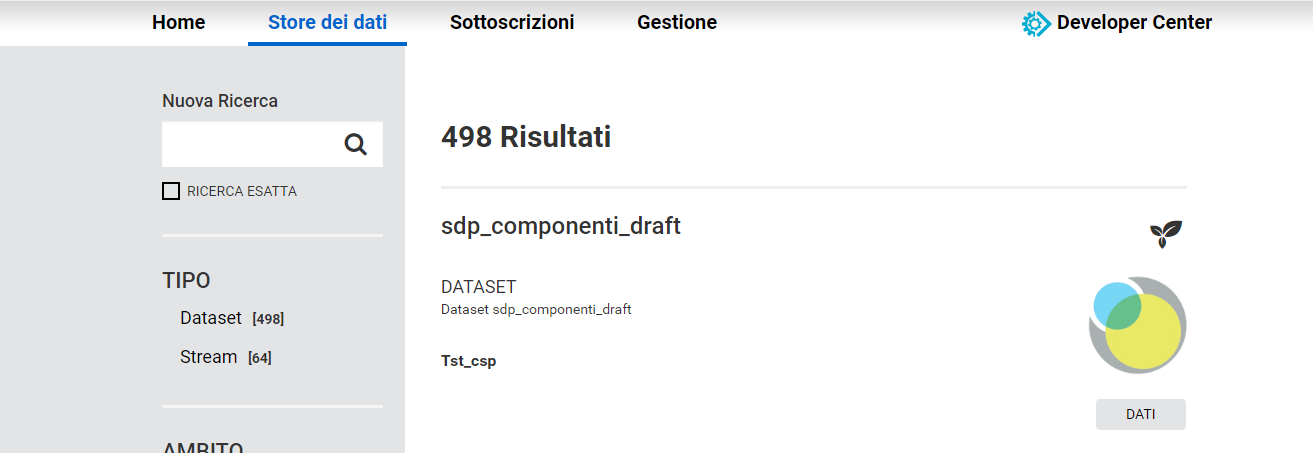 Home Store dei dati Sottoscrizioni Gestione Developer Center
Nuova Ricerca
RICERCA ESATTA
TIPO
Dataset [498]
Stream [64]
AMBITO
498 Risultati
sdp_componenti_draft
DATASET
Dataset sdp_componenti_draft
Tst_csp
DATI